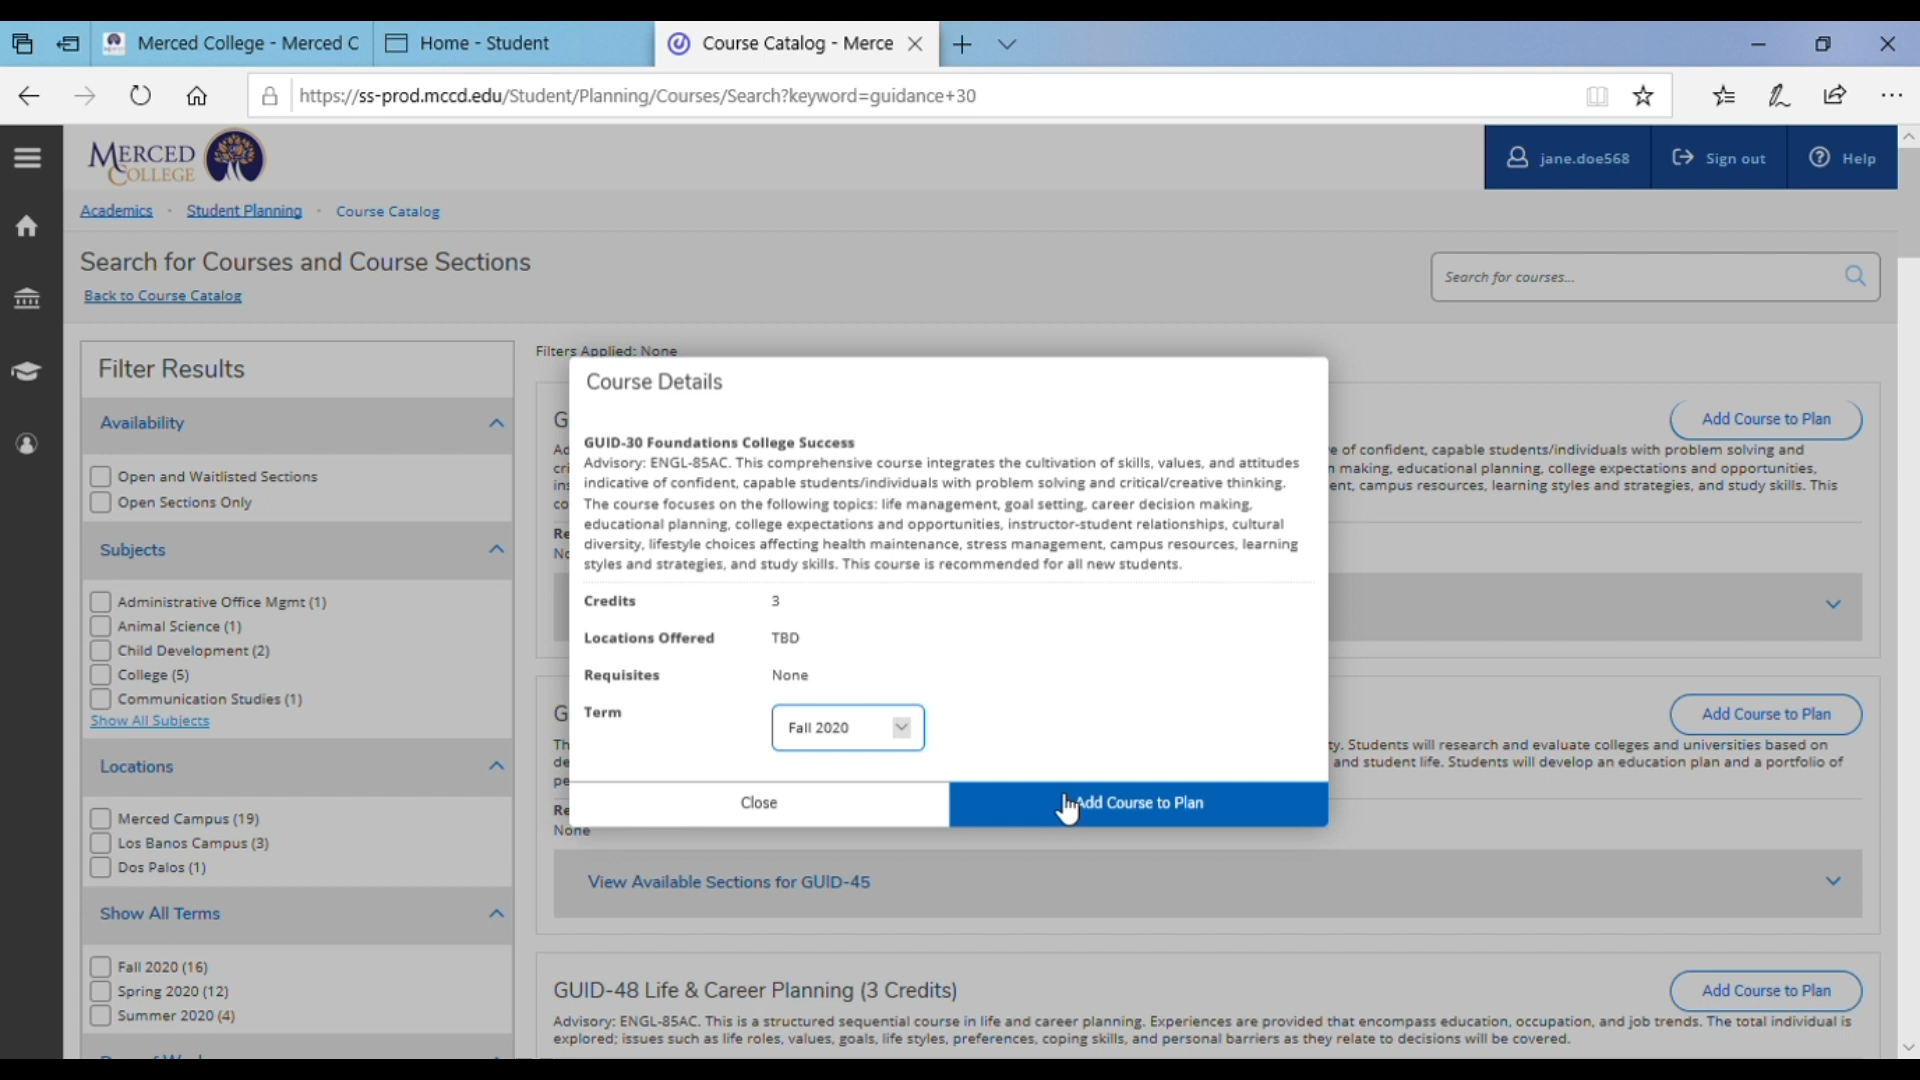 Merced College - Merced C
Home - Student
Course Catalog - Merce
https://ss-prod.mccd.edu/Student/Planning/Courses/Search?keyword=guidance+30
MERCED
COLLEGE
jane.doe568
Sign out
Help
Academics · Student Planning · Course Catalog
Search for Courses and Course Sections
Back to Course Catalog
Search for courses...
Filter Results
Availability
Open and Waitlisted Sections
Open Sections Only
Subjects
Administrative Office Mgmt (1)
Animal Science (1)
Child Development (2)
College (5)
Communication Studies (1)
Show All Subjects
Locations
Merced Campus (19)
Los Banos Campus (3)
Dos Palos (1)
Show All Terms
Fall 2020 (16)
Spring 2020 (12)
Summer 2020 (4)
Filters Applied: None
Course Details
GUID-30 Foundations College Success
Advisory: ENGL-85AC. This comprehensive course integrates the cultivation of skills, values, and attitudes
indicative of confident, capable students/individuals with problem solving and critical/creative thinking.
The course focuses on the following topics: life management, goal setting, career decision making,
educational planning, college expectations and opportunities, instructor-student relationships, cultural
diversity, lifestyle choices affecting health maintenance, stress management, campus resources, learning
styles and strategies, and study skills. This course is recommended for all new students.
Credits 3
Locations Offered TBD
Requisites None
Term
Fall 2020
Close
Add Course to Plan
Add Course to Plan
e of confident, capable students/individuals with problem solving and
making, educational planning, college expectations and opportunities,
ent, campus resources, learning styles and strategies, and study skills. This
Add Course to Plan
ty. Students will research and evaluate colleges and universities based on
and student life. Students will develop an education plan and a portfolio of
None
View Available Sections for GUID-45
GUID-48 Life & Career Planning (3 Credits)
Add Course to Plan
Advisory: ENGL-85AC. This is a structured sequential course in life and career planning. Experiences are provided that encompass education, occupation, and job trends. The total individual is
explored; issues such as life roles, values, goals, life styles, preferences, coping skills, and personal barriers as they relate to decisions will be covered.